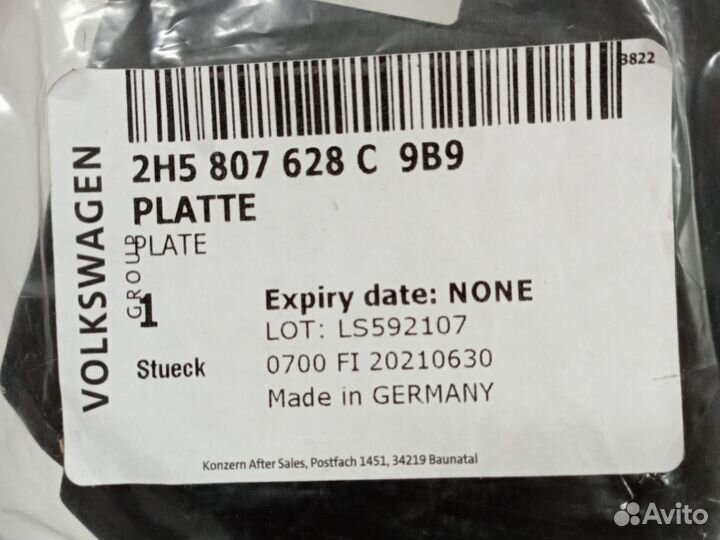 3822
2H5 807 628 C 9B9
PLATTE
PLATE
VOLKSWAGEN
GROUP
1
Stueck
Expiry date: NONE
LOT: LS592107
0700 FI 20210630
Made in GERMANY
Konzern After Sales, Postfach 1451, 34219 Baunatal
Avito